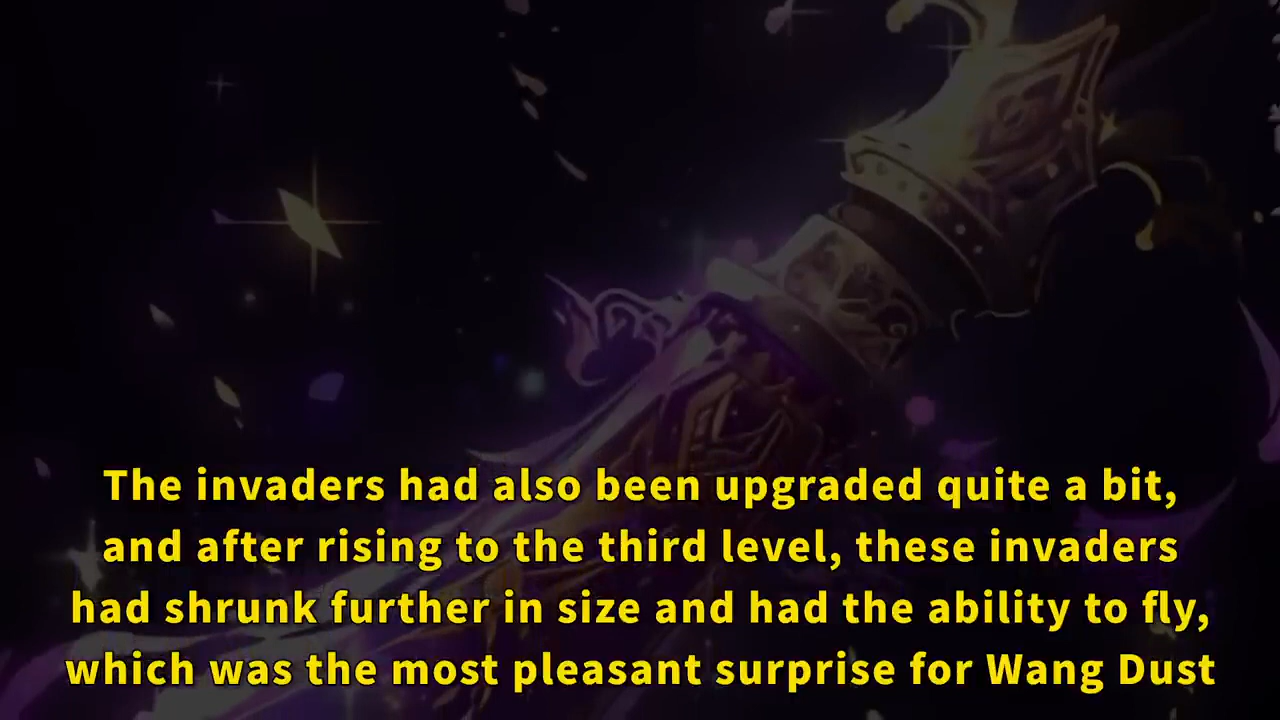 The invaders had also been upgraded quite a bit,
and after rising to the third level, these invaders
had shrunk further in size and had the ability to fly,
which was the most pleasant surprise for Wang Dust